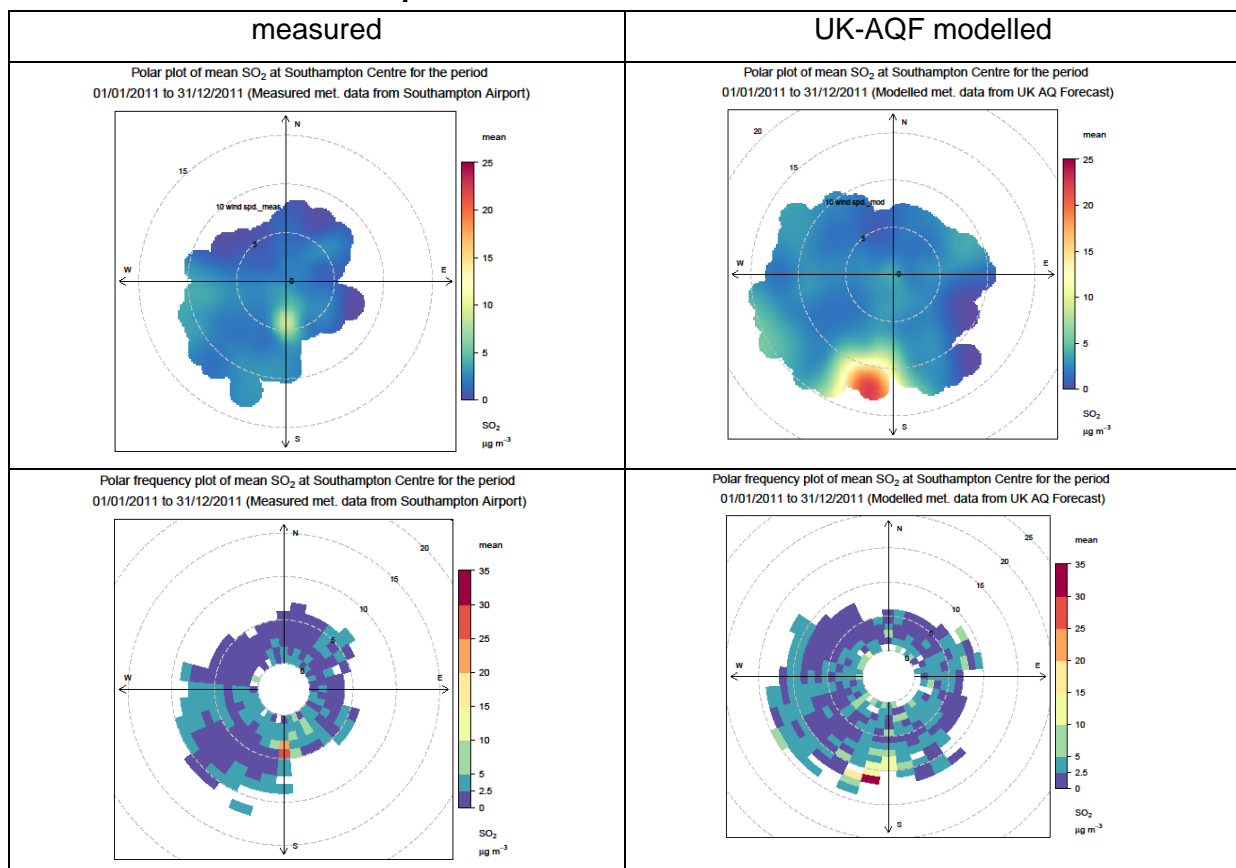 measured
UK-AQF modelled
Polar plot of mean SO₂ at Southampton Centre for the period
01/01/2011 to 31/12/2011 (Measured met. data from Southampton Airport)
N
15
10 wind spd._meas
5
0
W
E
S
mean
25
20
15
10
5
0
SO₂
µg m⁻³
Polar plot of mean SO₂ at Southampton Centre for the period
01/01/2011 to 31/12/2011 (Modelled met. data from UK AQ Forecast)
20
N
15
10 wind spd._mod
5
0
W
E
S
mean
25
20
15
10
5
0
SO₂
µg m⁻³
Polar frequency plot of mean SO₂ at Southampton Centre for the period
01/01/2011 to 31/12/2011 (Measured met. data from Southampton Airport)
N
20
15
10
5
0
W
E
S
mean
35
30
25
20
15
10
5
2.5
0
SO₂
µg m⁻³
Polar frequency plot of mean SO₂ at Southampton Centre for the period
01/01/2011 to 31/12/2011 (Modelled met. data from UK AQ Forecast)
25
N
20
15
10
5
0
W
E
S
mean
35
30
25
20
15
10
5
2.5
0
SO₂
µg m⁻³